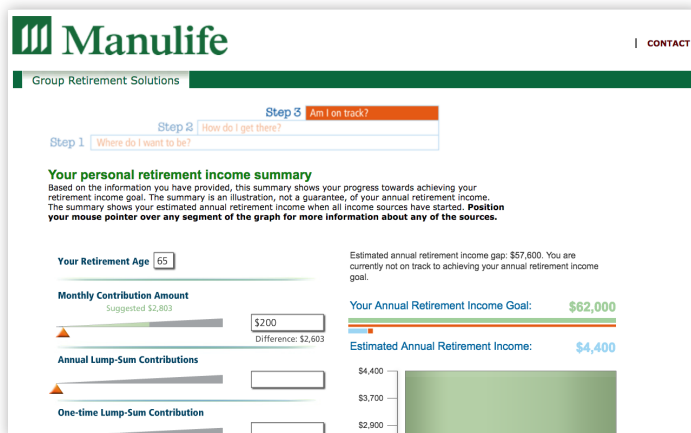 Manulife
CONTACT
Group Retirement Solutions
Step 3 Am I on track?
Step 2 How do I get there?
Step 1 Where do I want to be?
Your personal retirement income summary
Based on the information you have provided, this summary shows your progress towards achieving your
retirement income goal. The summary is an illustration, not a guarantee, of your annual retirement income.
The summary shows your estimated annual retirement income when all income sources have started. Position
your mouse pointer over any segment of the graph for more information about any of the sources.
Your Retirement Age 65
Monthly Contribution Amount
Suggested $2,803
$200
Difference: $2,603
Annual Lump-Sum Contributions
One-time Lump-Sum Contribution
Estimated annual retirement income gap: $57,600. You are
currently not on track to achieving your annual retirement income
goal.
Your Annual Retirement Income Goal: $62,000
Estimated Annual Retirement Income: $4,400
$4,400
$3,700
$2,900